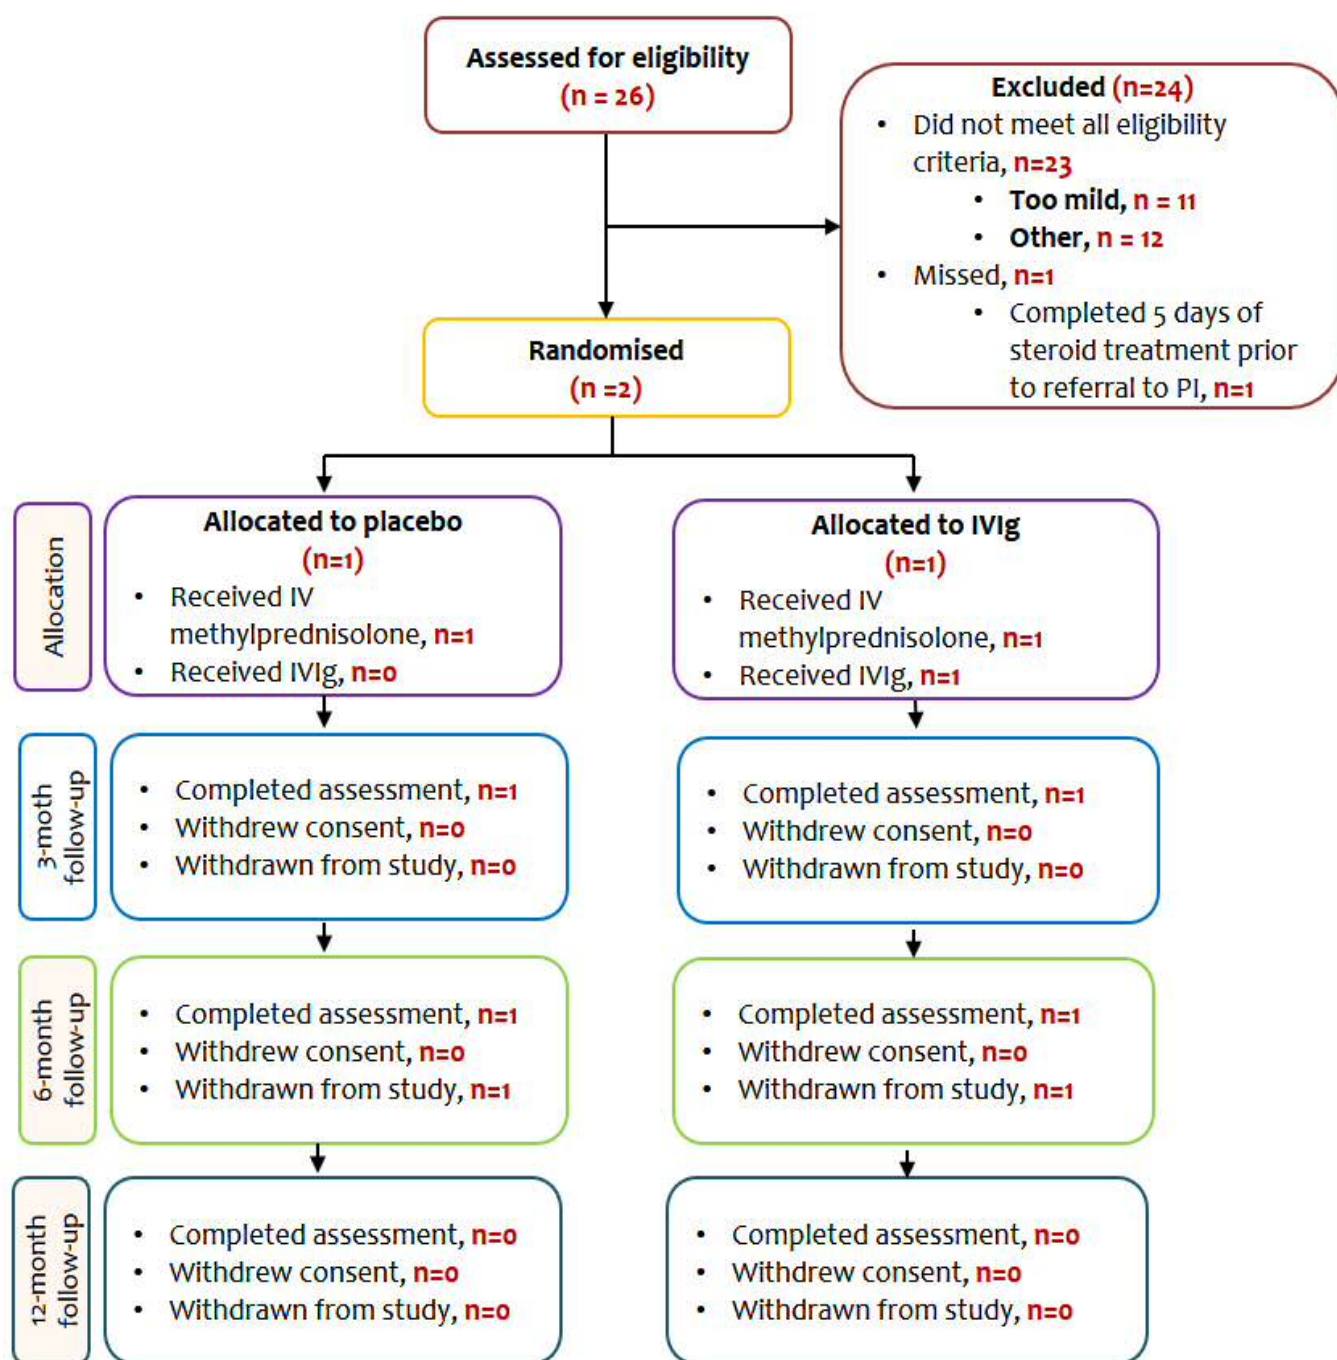 Assessed for eligibility
(n = 26)
Excluded (n=24)
• Did not meet all eligibility
criteria, n=23
• Too mild, n = 11
• Other, n = 12
• Missed, n=1
• Completed 5 days of
steroid treatment prior
to referral to PI, n=1
Randomised
(n =2)
Allocation
Allocated to placebo
(n=1)
• Received IV
methylprednisolone, n=1
• Received IVIg, n=0
Allocated to IVIg
(n=1)
• Received IV
methylprednisolone, n=1
• Received IVIg, n=1
3-moth
follow-up
• Completed assessment, n=1
• Withdrew consent, n=0
• Withdrawn from study, n=0
• Completed assessment, n=1
• Withdrew consent, n=0
• Withdrawn from study, n=0
6-month
follow-up
• Completed assessment, n=1
• Withdrew consent, n=0
• Withdrawn from study, n=1
• Completed assessment, n=1
• Withdrew consent, n=0
• Withdrawn from study, n=1
12-month
follow-up
• Completed assessment, n=0
• Withdrew consent, n=0
• Withdrawn from study, n=0
• Completed assessment, n=0
• Withdrew consent, n=0
• Withdrawn from study, n=0